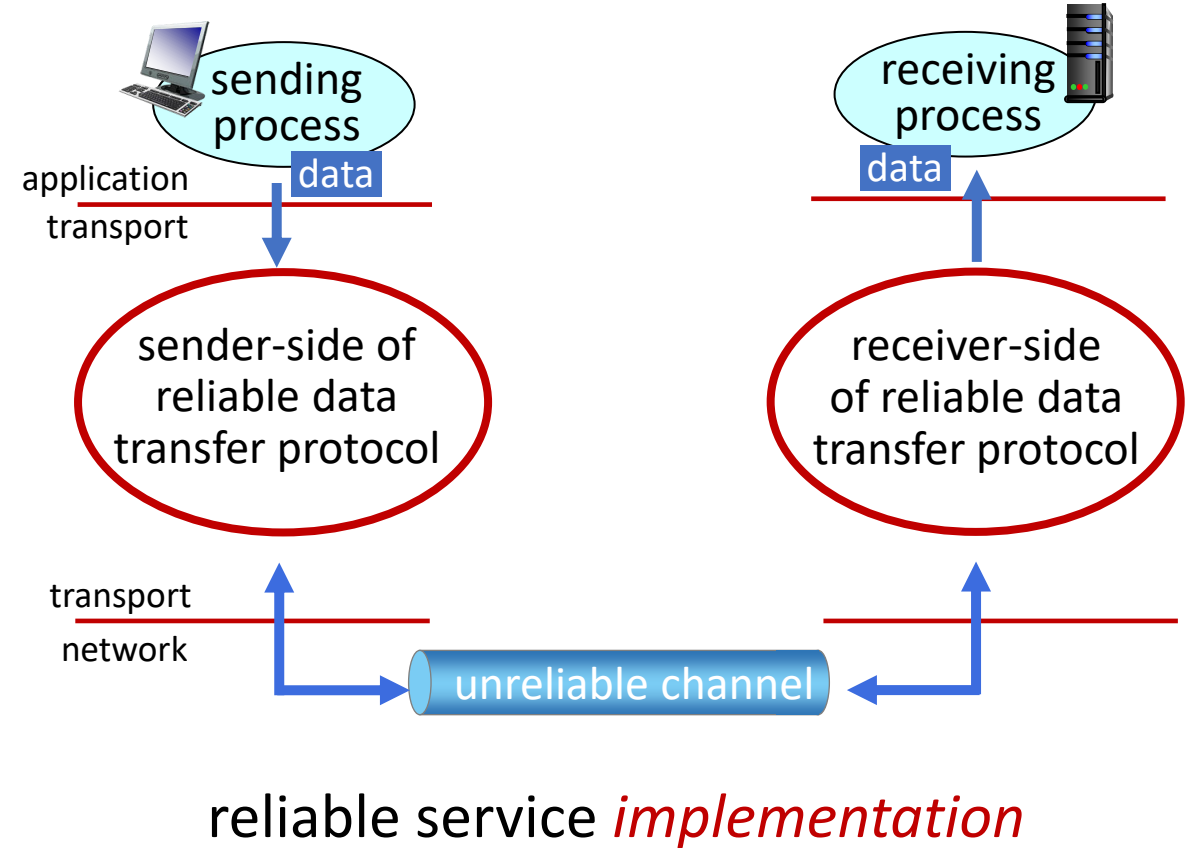 sending
process
data
application
transport
receiving
process
data
sender-side of
reliable data
transfer protocol
receiver-side
of reliable data
transfer protocol
transport
network
unreliable channel
reliable service implementation